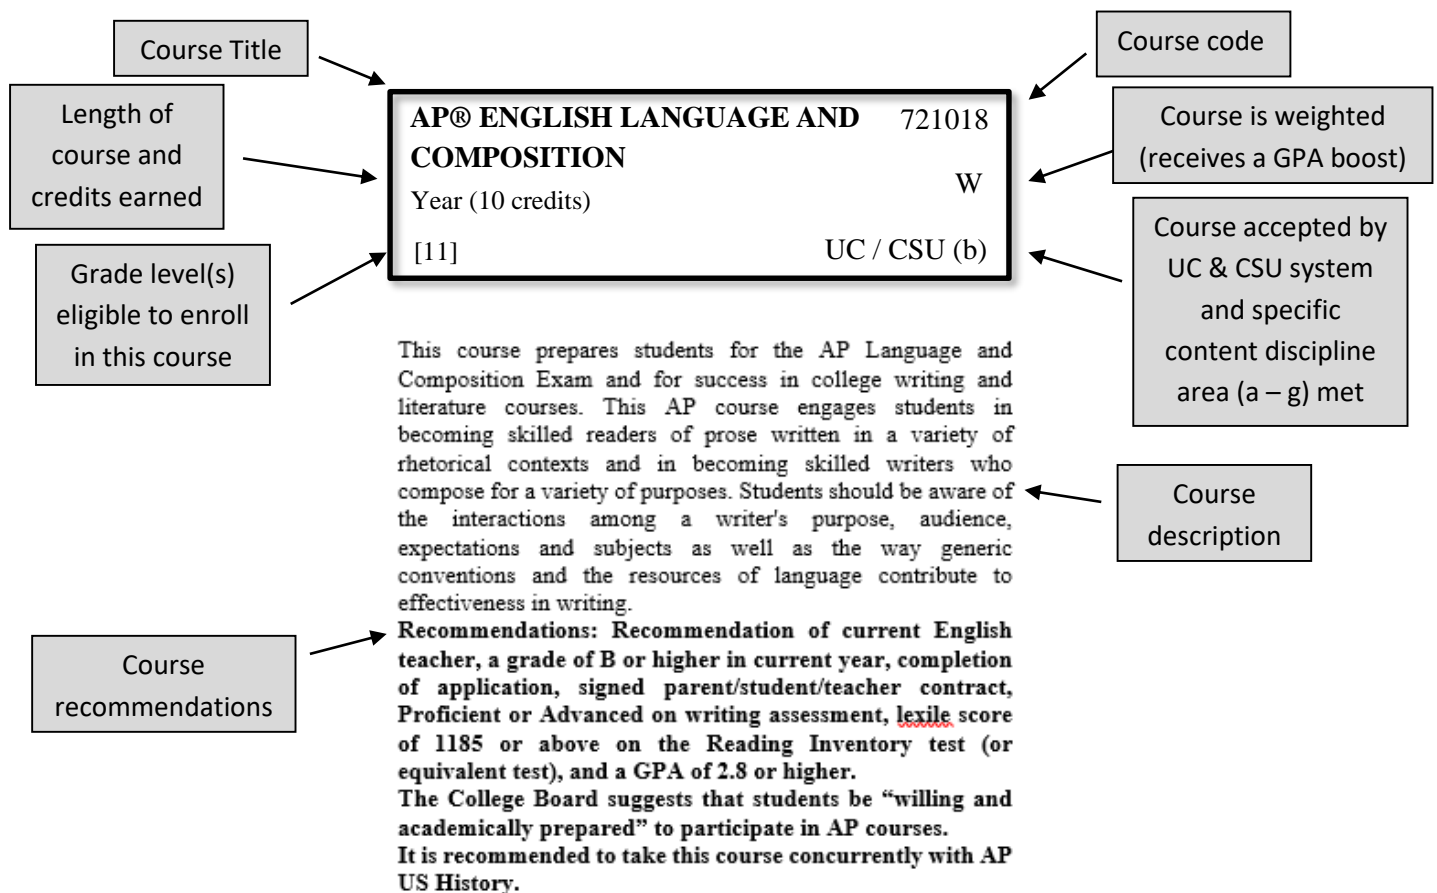 Course Title
Course code
Length of
course and
credits earned
AP® ENGLISH LANGUAGE AND
COMPOSITION
721018
Year (10 credits)
W
[11]
UC / CSU (b)
Course is weighted
(receives a GPA boost)
Grade level(s)
eligible to enroll
in this course
Course accepted by
UC & CSU system
and specific
content discipline
area (a – g) met
This course prepares students for the AP Language and
Composition Exam and for success in college writing and
literature courses. This AP course engages students in
becoming skilled readers of prose written in a variety of
rhetorical contexts and in becoming skilled writers who
compose for a variety of purposes. Students should be aware of
the interactions among a writer's purpose, audience,
expectations and subjects as well as the way generic
conventions and the resources of language contribute to
effectiveness in writing.
Course
description
Recommendations: Recommendation of current English
teacher, a grade of B or higher in current year, completion
of application, signed parent/student/teacher contract,
Proficient or Advanced on writing assessment, lexile score
of 1185 or above on the Reading Inventory test (or
equivalent test), and a GPA of 2.8 or higher.
The College Board suggests that students be “willing and
academically prepared” to participate in AP courses.
It is recommended to take this course concurrently with AP
US History.
Course
recommendations